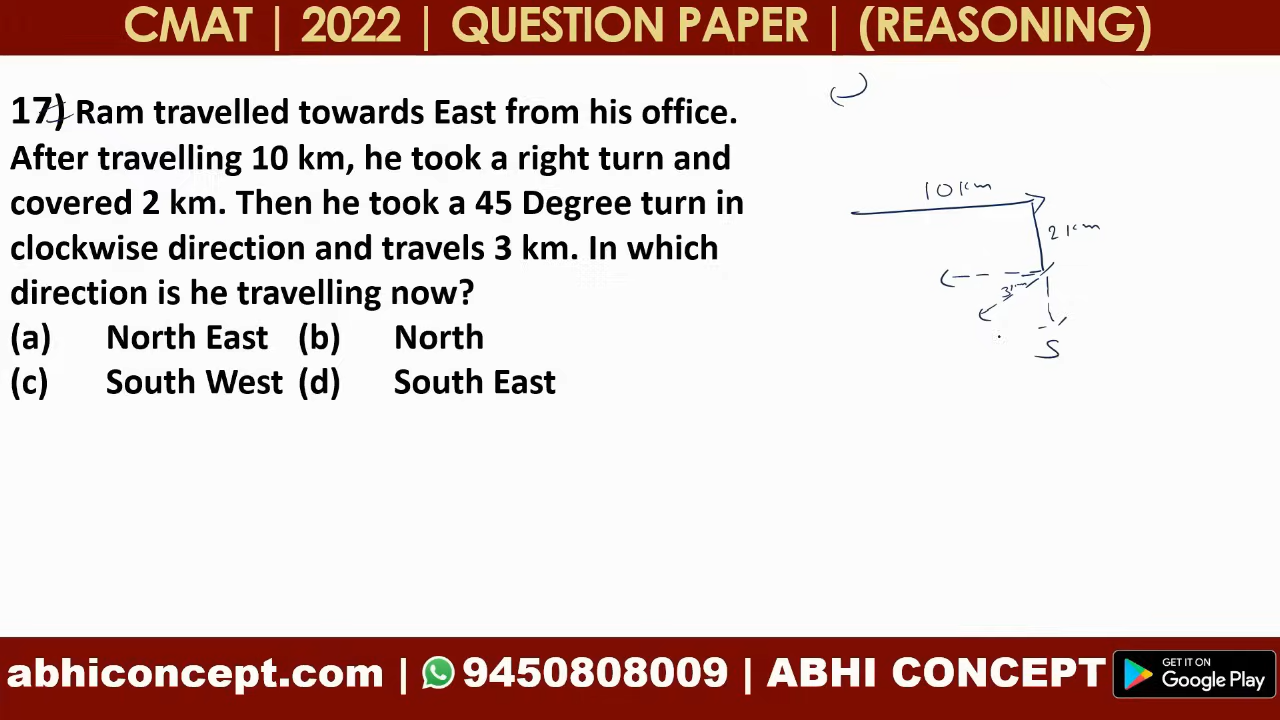 CMAT | 2022 | QUESTION PAPER | (REASONING)
17) Ram travelled towards East from his office.
After travelling 10 km, he took a right turn and
covered 2 km. Then he took a 45 Degree turn in
clockwise direction and travels 3 km. In which
direction is he travelling now?
(a) North East (b) North
(c) South West (d) South East
10 km
2 km
S
abhiconcept.com | 9450808009 | ABHI CONCEPT
GET IT ON
Google Play